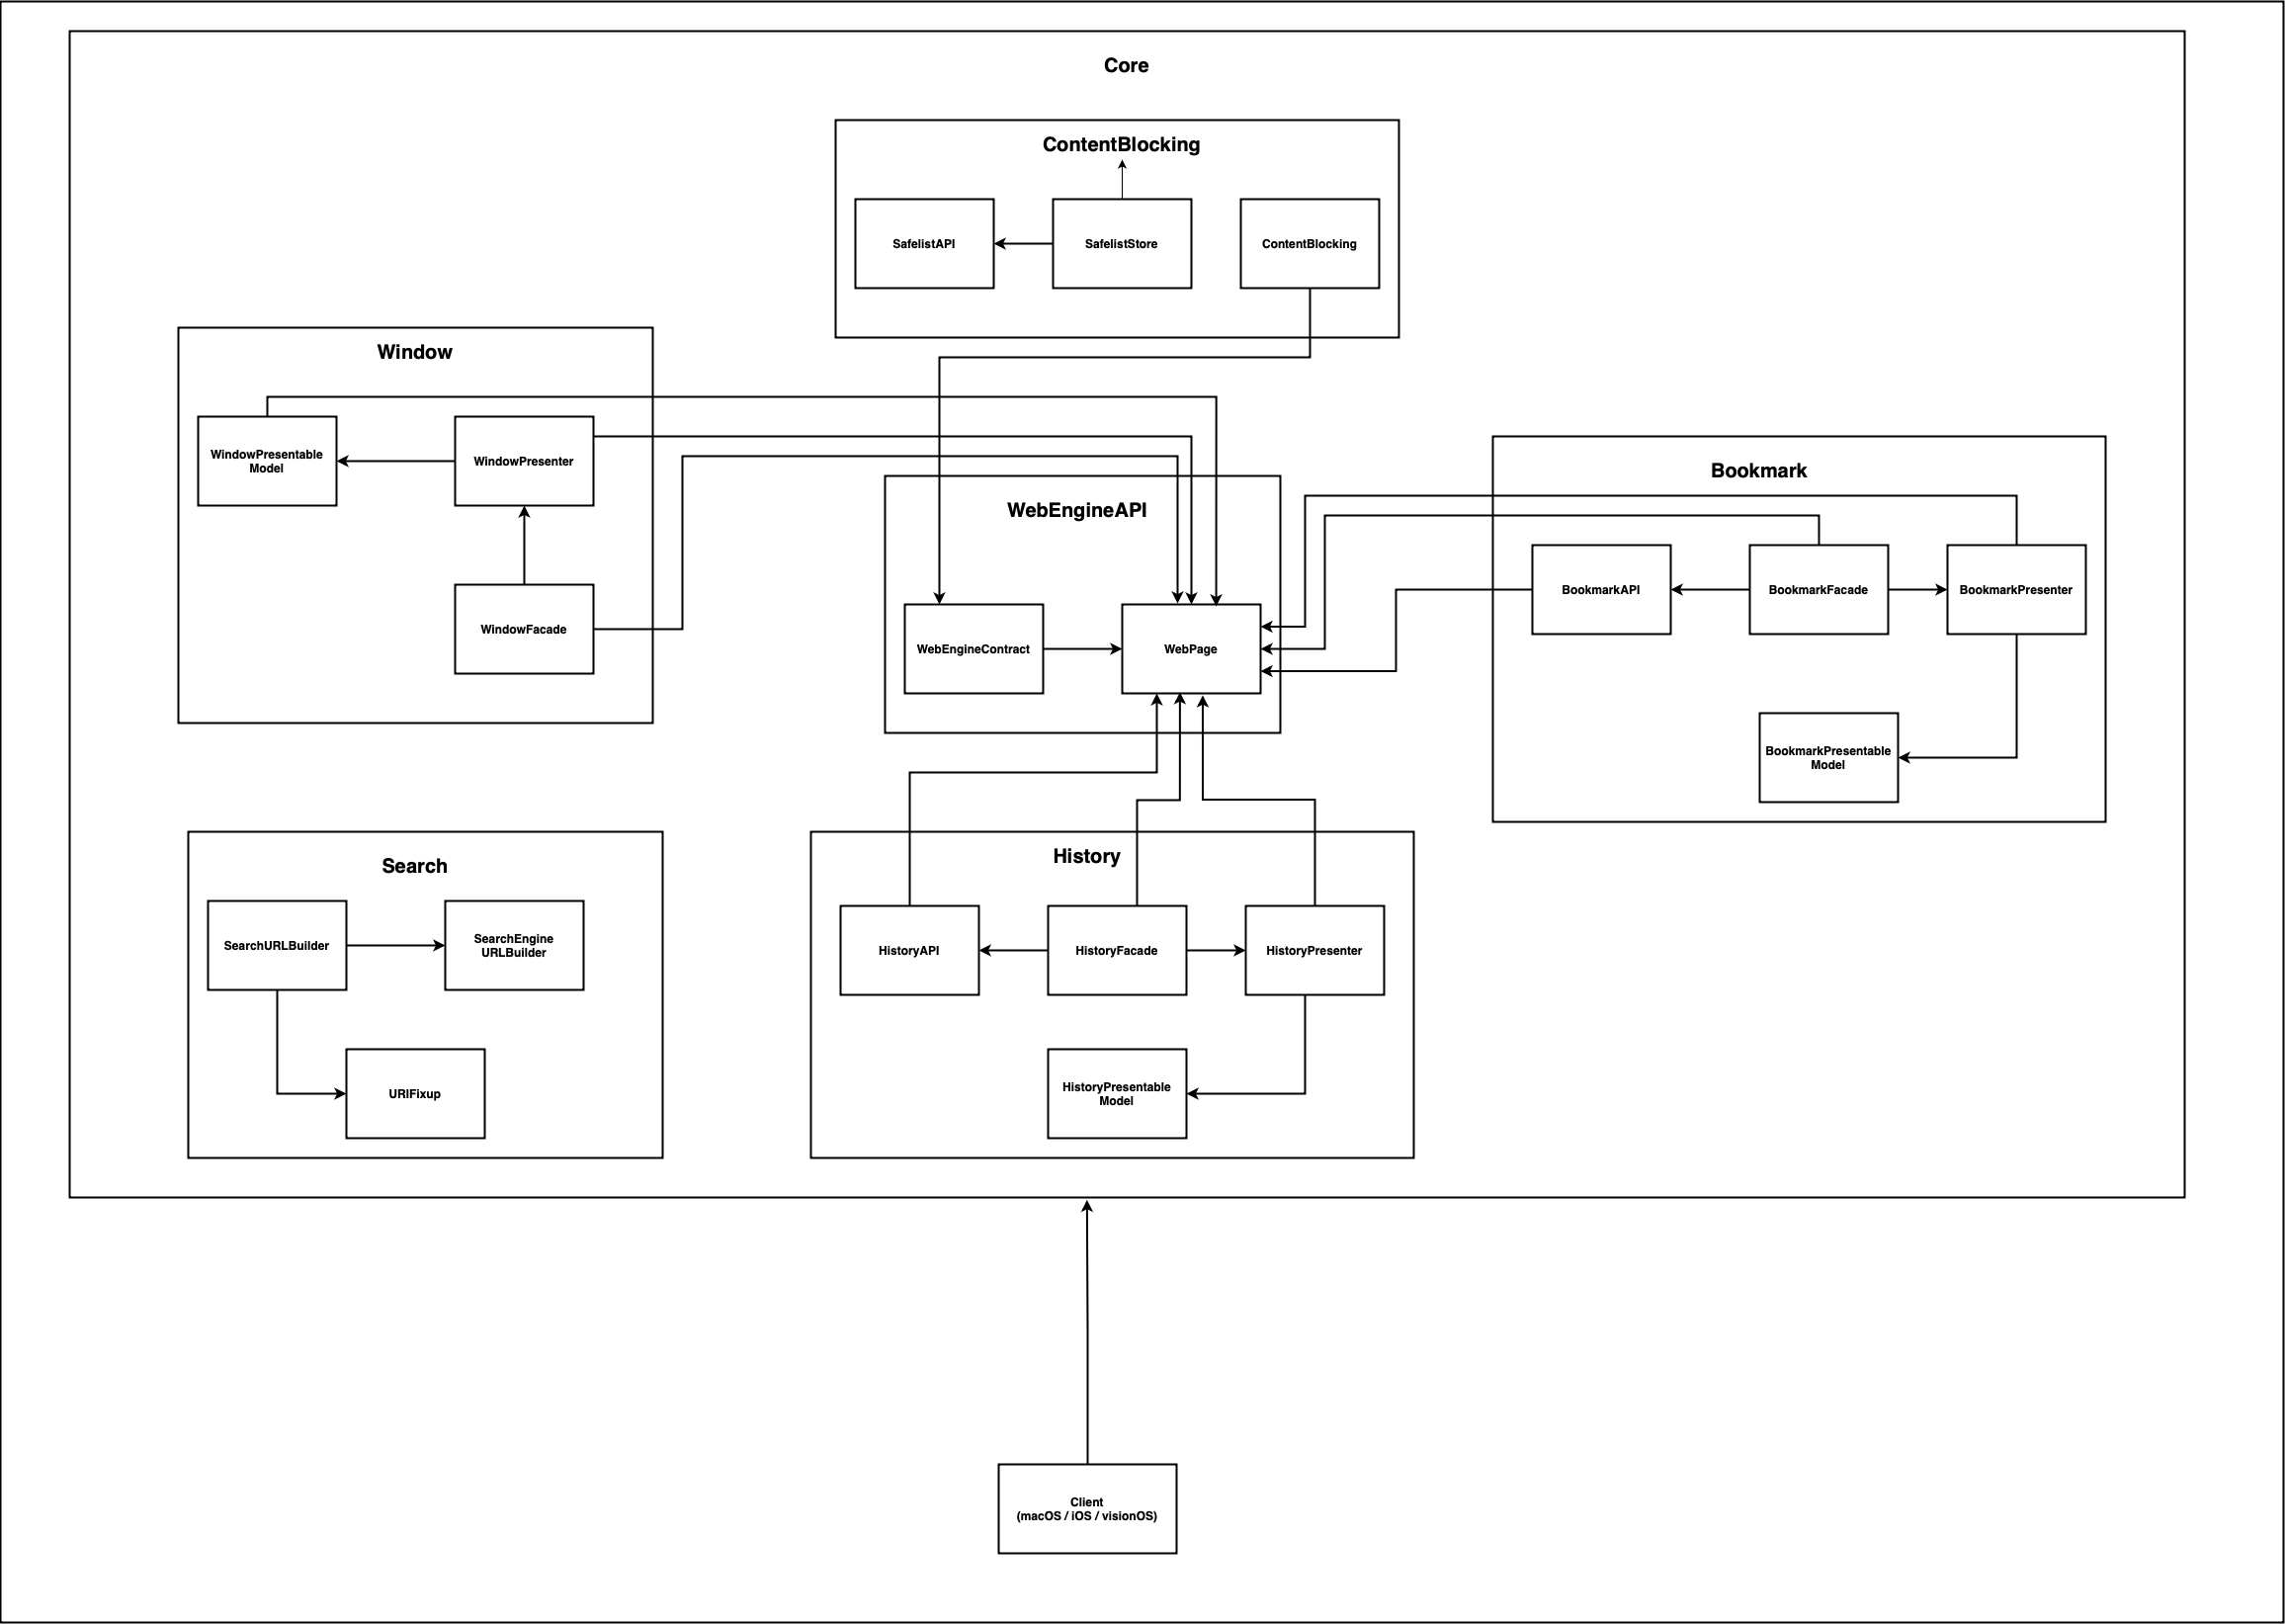 Core
ContentBlocking
SafelistAPI
SafelistStore
ContentBlocking
Window
WindowPresentable
Model
WindowPresenter
WindowFacade
WebEngineAPI
WebEngineContract
WebPage
Bookmark
BookmarkAPI
BookmarkFacade
BookmarkPresenter
BookmarkPresentable
Model
Search
SearchURLBuilder
SearchEngine
URLBuilder
URIFixup
History
HistoryAPI
HistoryFacade
HistoryPresenter
HistoryPresentable
Model
Client
(macOS / iOS / visionOS)